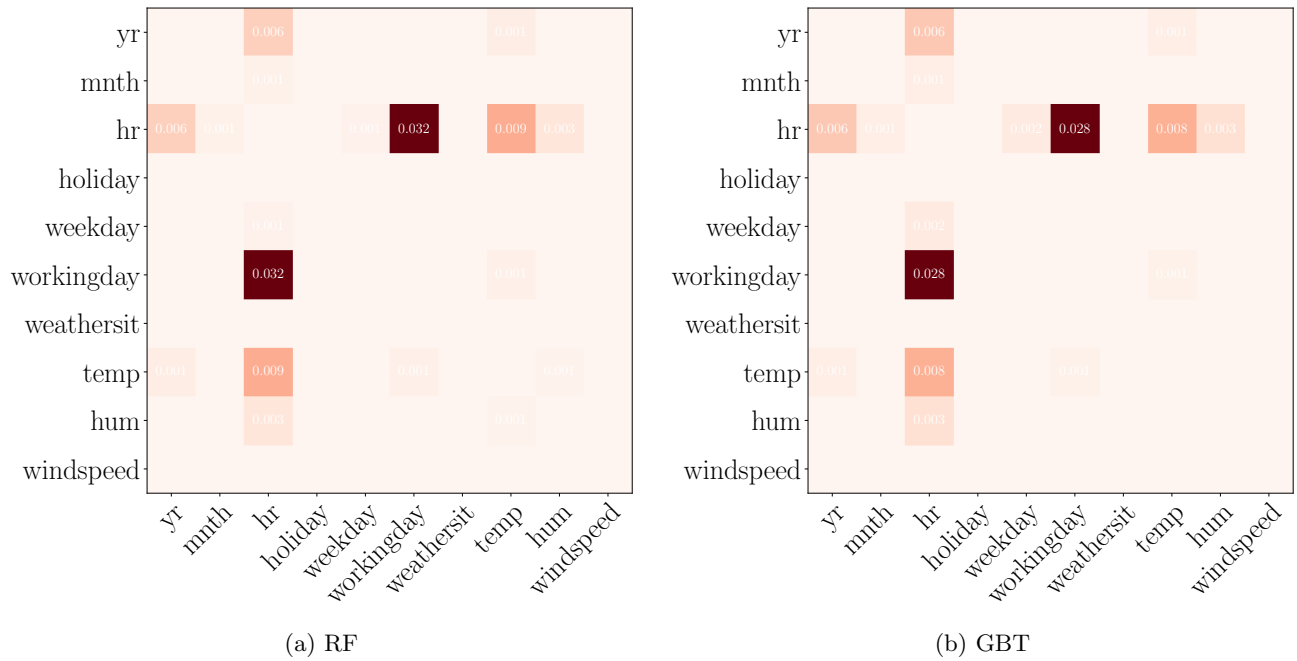 yr 0.006 0.001
mnth 0.001
hr 0.006 0.001 0.001 0.032 0.009 0.003
holiday
weekday 0.001
workingday 0.032 0.001
weathersit
temp 0.001 0.009 0.001 0.001
hum 0.003 0.001
windspeed
yr mnth hr holiday weekday workingday weathersit temp hum windspeed
(a) RF
yr 0.006 0.001
mnth 0.001
hr 0.006 0.001 0.002 0.028 0.008 0.003
holiday
weekday 0.002
workingday 0.028 0.001
weathersit
temp 0.001 0.008 0.001
hum 0.003
windspeed
yr mnth hr holiday weekday workingday weathersit temp hum windspeed
(b) GBT